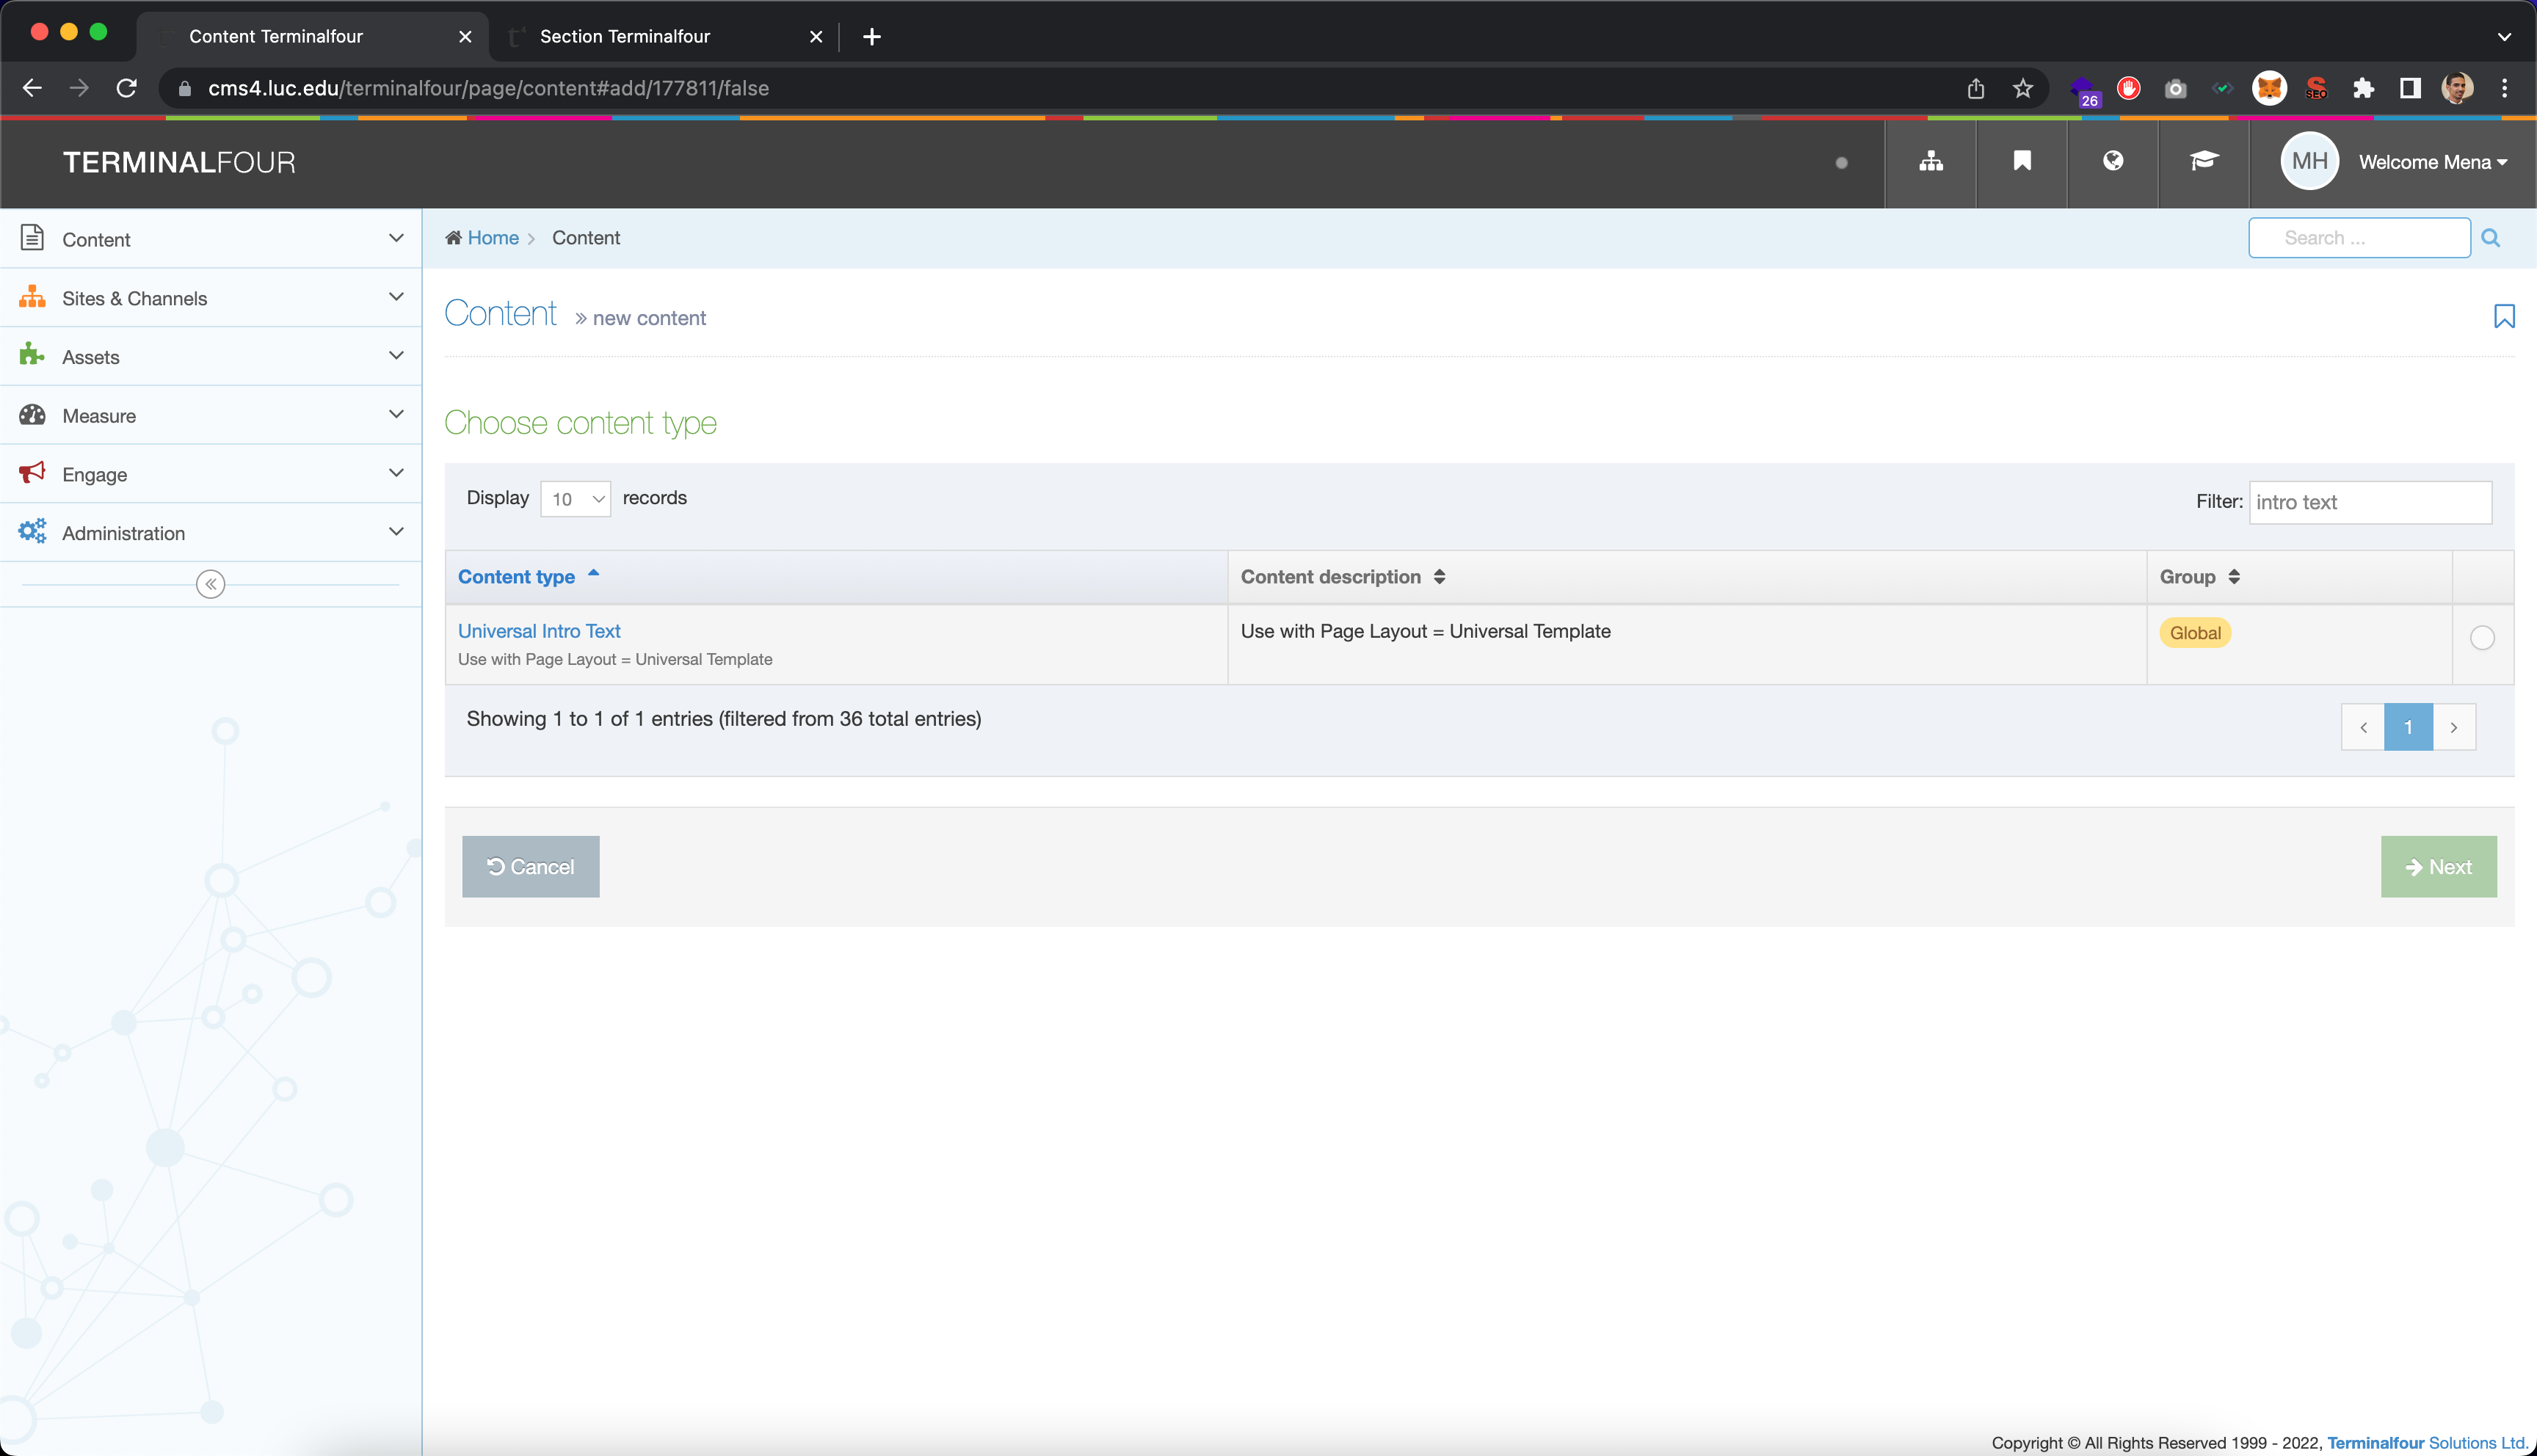 Content Terminalfour
Section Terminalfour
cms4.luc.edu/terminalfour/page/content#add/177811/false
26
SEO
TERMINALFOUR
MH
Welcome Mena
Content
Sites & Channels
Assets
Measure
Engage
Administration
Home
Content
Search ...
Content
» new content
Choose content type
Display 10 records
Filter: intro text
Content type
Content description
Group
Universal Intro Text
Use with Page Layout = Universal Template
Use with Page Layout = Universal Template
Global
Showing 1 to 1 of 1 entries (filtered from 36 total entries)
1
Cancel
Next
Copyright © All Rights Reserved 1999 - 2022, Terminalfour Solutions Ltd.